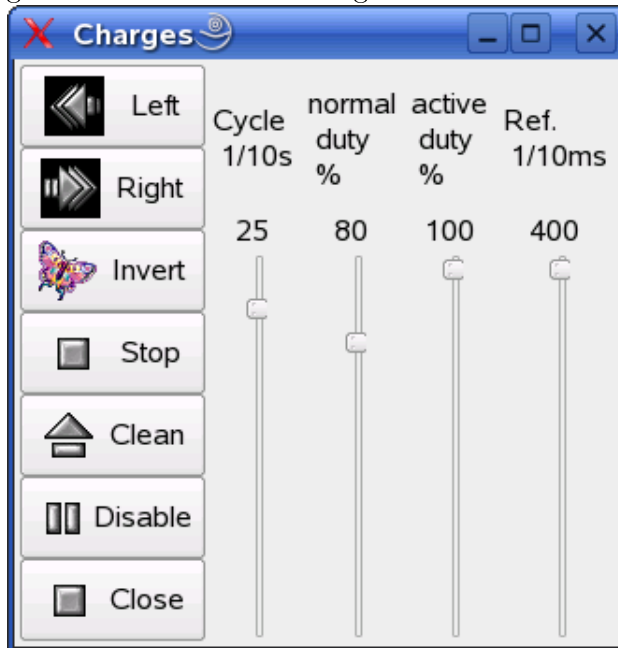 Charges
Left
Right
Invert
Stop
Clean
Disable
Close
Cycle
1/10s
normal
duty
%
active
duty
%
Ref.
1/10ms
25
80
100
400